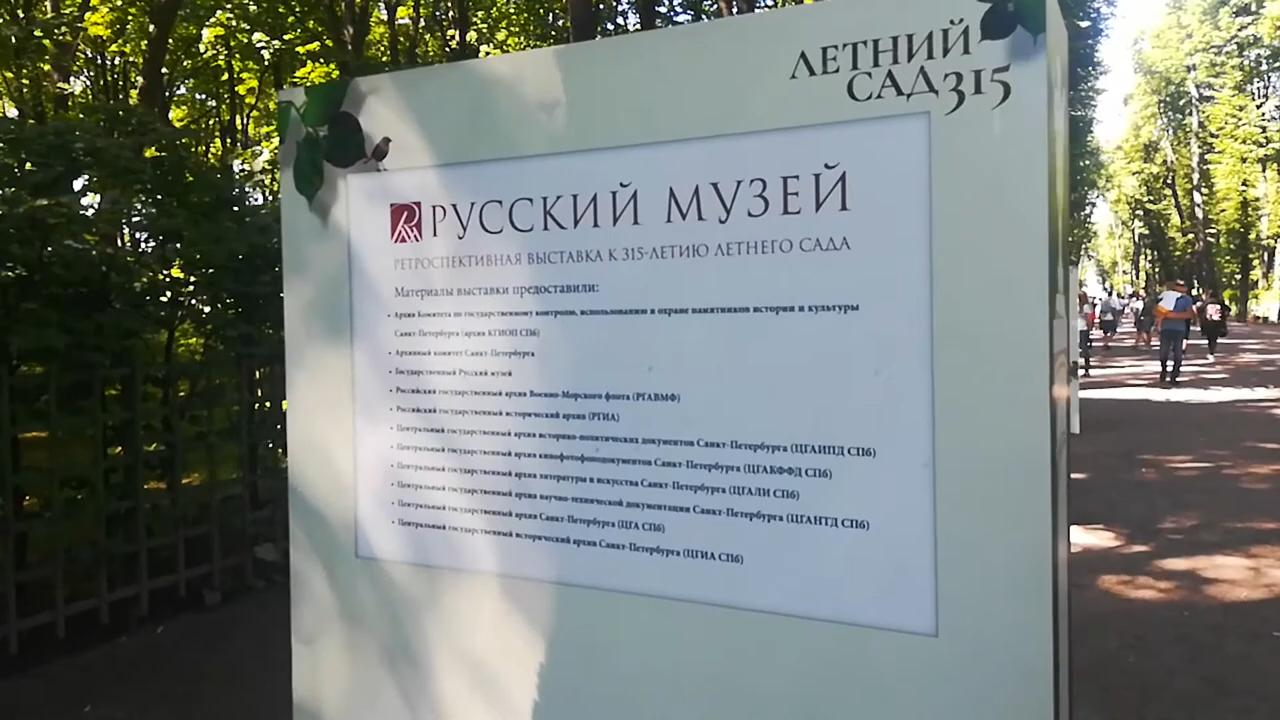 ЛЕТНИЙ
САД315
РУССКИЙ МУЗЕЙ
РЕТРОСПЕКТИВНАЯ ВЫСТАВКА К 315-ЛЕТИЮ ЛЕТНЕГО САДА
Материалы выставки предоставили:
• Архив Комитета по государственному контролю, использованию и охране памятников истории и культуры
Санкт-Петербурга (архив КГИОП СПб)
• Архивный комитет Санкт-Петербурга
• Государственный Русский музей
• Российский государственный архив Военно-Морского флота (РГАВМФ)
• Российский государственный исторический архив (РГИА)
• Центральный государственный архив историко-политических документов Санкт-Петербурга (ЦГАИПД СПб)
• Центральный государственный архив кинофотофонодокументов Санкт-Петербурга (ЦГАКФФД СПб)
• Центральный государственный архив литературы и искусства Санкт-Петербурга (ЦГАЛИ СПб)
• Центральный государственный архив научно-технической документации Санкт-Петербурга (ЦГАНТД СПб)
• Центральный государственный архив Санкт-Петербурга (ЦГА СПб)
• Центральный государственный исторический архив Санкт-Петербурга (ЦГИА СПб)